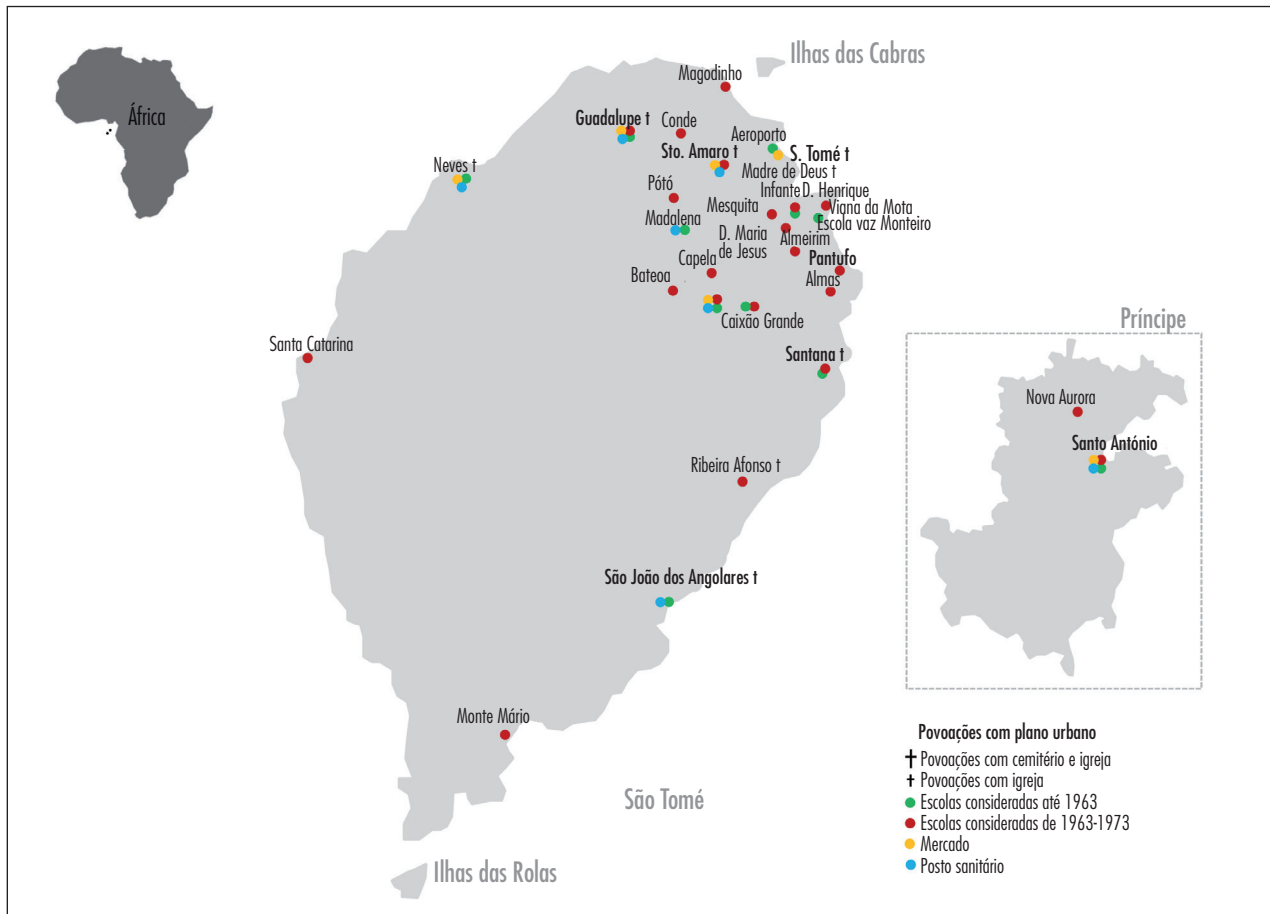 Ilhas das Cabras
Magodinho
África
Guadalupe †
Conde
Aeroporto
Sto. Amaro †
S. Tomé †
Neves †
Madre de Deus †
Pótó
Infante D. Henrique
Mesquita
Viana da Mota
Madalena
Escola vaz Monteiro
D. Maria
de Jesus
Almeirim
Capela
Pantufo
Bateoa
Almas
Caixão Grande
Príncipe
Santa Catarina
Santana †
Nova Aurora
Santo António
Ribeira Afonso †
São João dos Angolares †
Monte Mário
São Tomé
Ilhas das Rolas
Povoações com plano urbano
† Povoações com cemitério e igreja
† Povoações com igreja
Escolas consideradas até 1963
Escolas consideradas de 1963-1973
Mercado
Posto sanitário